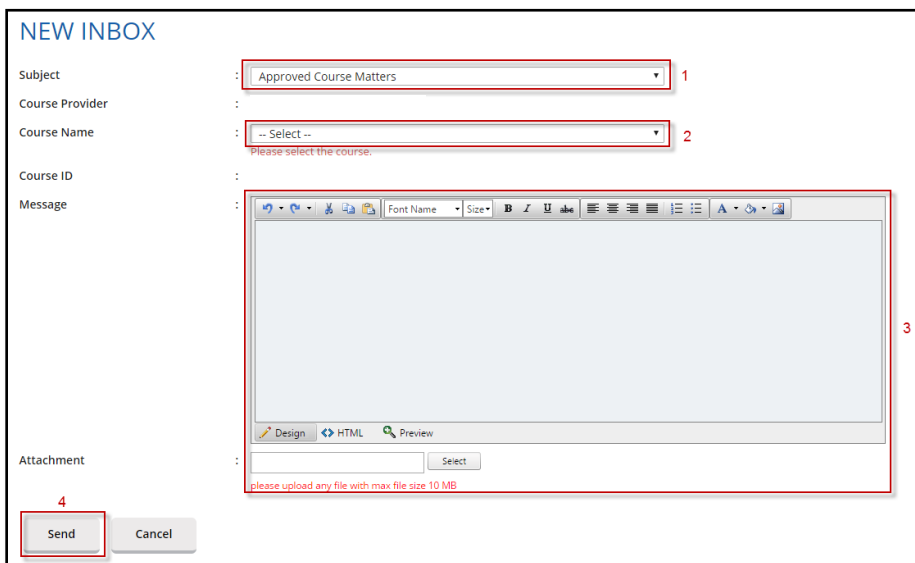 NEW INBOX
Subject : Approved Course Matters 1
Course Provider :
Course Name : -- Select -- 2
Please select the course.
Course ID :
Message : Font Name Size B I U abc A
3
Design HTML Preview
Attachment : Select
please upload any file with max file size 10 MB
4
Send Cancel